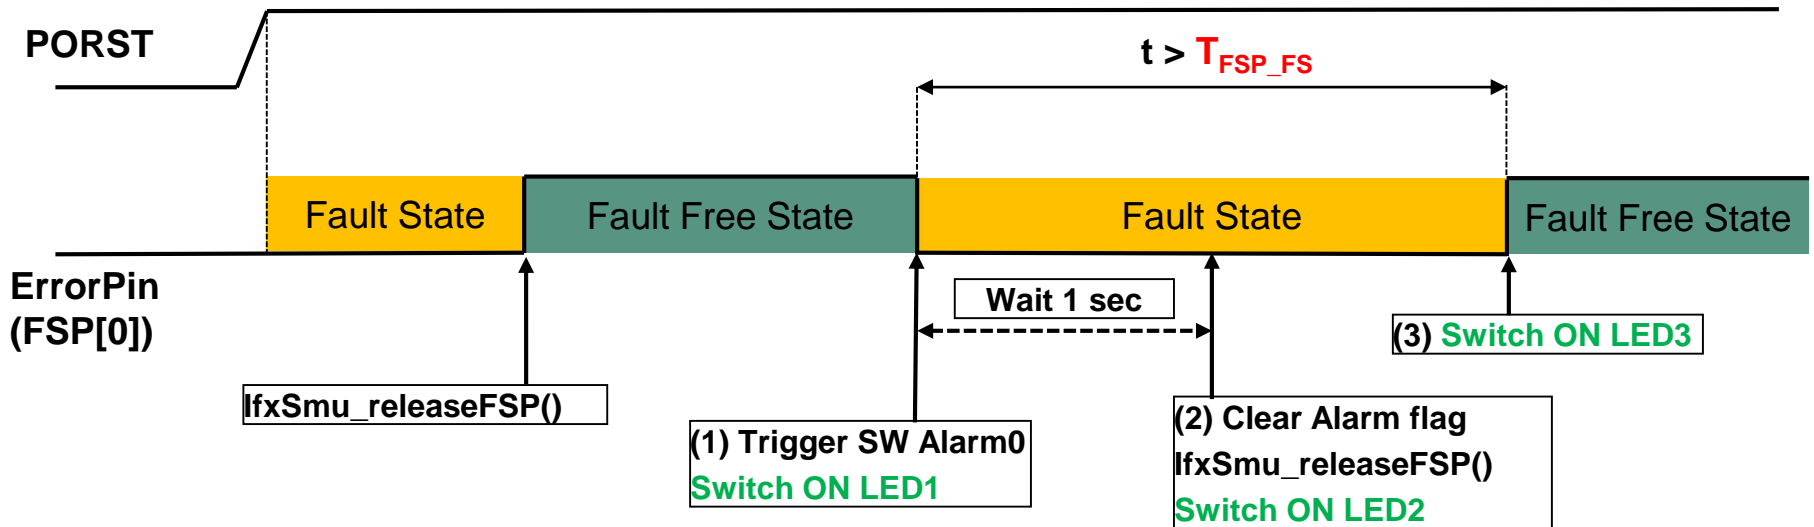 PORST
t > T_FSP_FS
Fault State
Fault Free State
Fault State
Fault Free State
ErrorPin
(FSP[0])
Wait 1 sec
(3) Switch ON LED3
IfxSmu_releaseFSP()
(1) Trigger SW Alarm0
Switch ON LED1
(2) Clear Alarm flag
IfxSmu_releaseFSP()
Switch ON LED2